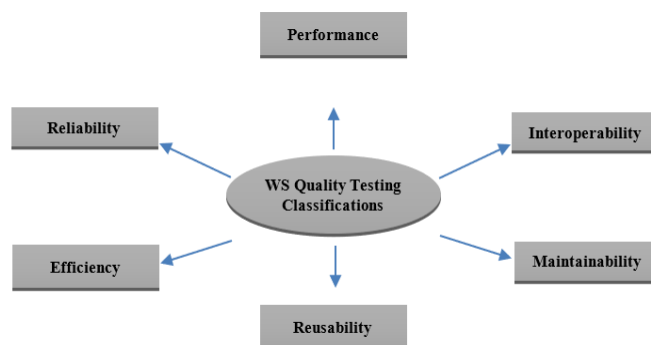 Performance
Reliability
Interoperability
WS Quality Testing
Classifications
Efficiency
Maintainability
Reusability